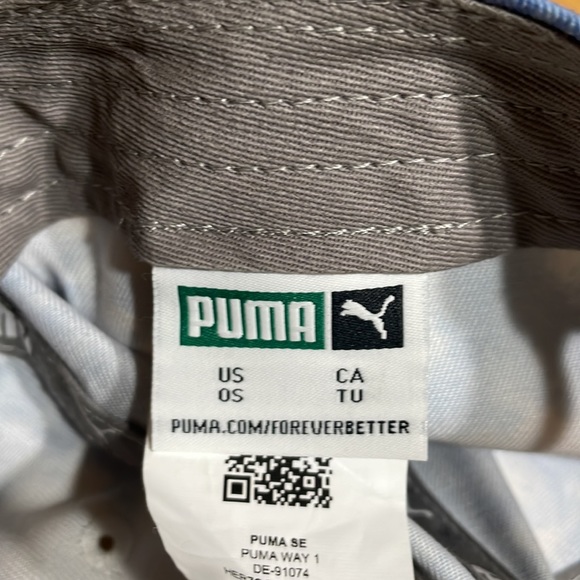 PUMA
US CA
OS TU
PUMA.COM/FOREVERBETTER
PUMA SE
PUMA WAY 1
DE-91074